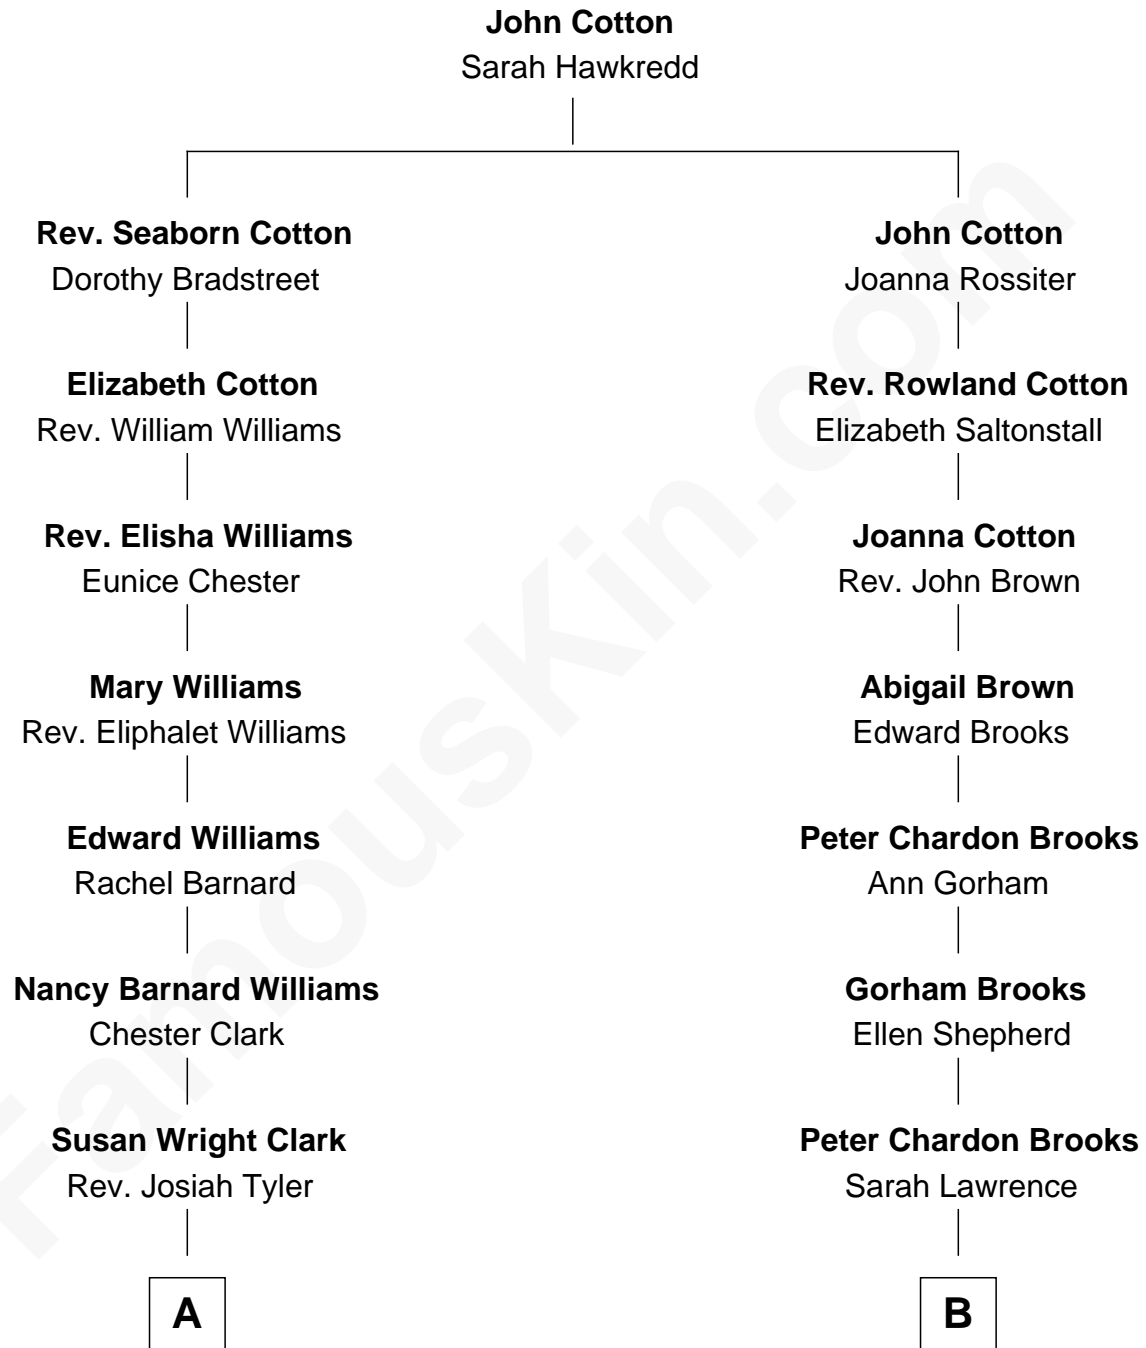 John Cotton
Sarah Hawkredd
Rev. Seaborn Cotton
Dorothy Bradstreet
John Cotton
Joanna Rossiter
Elizabeth Cotton
Rev. William Williams
Rev. Rowland Cotton
Elizabeth Saltonstall
Rev. Elisha Williams
Eunice Chester
Joanna Cotton
Rev. John Brown
Mary Williams
Rev. Eliphalet Williams
Abigail Brown
Edward Brooks
Edward Williams
Rachel Barnard
Peter Chardon Brooks
Ann Gorham
Nancy Barnard Williams
Chester Clark
Gorham Brooks
Ellen Shepherd
Susan Wright Clark
Rev. Josiah Tyler
Peter Chardon Brooks
Sarah Lawrence
A
B
FamousKin.com